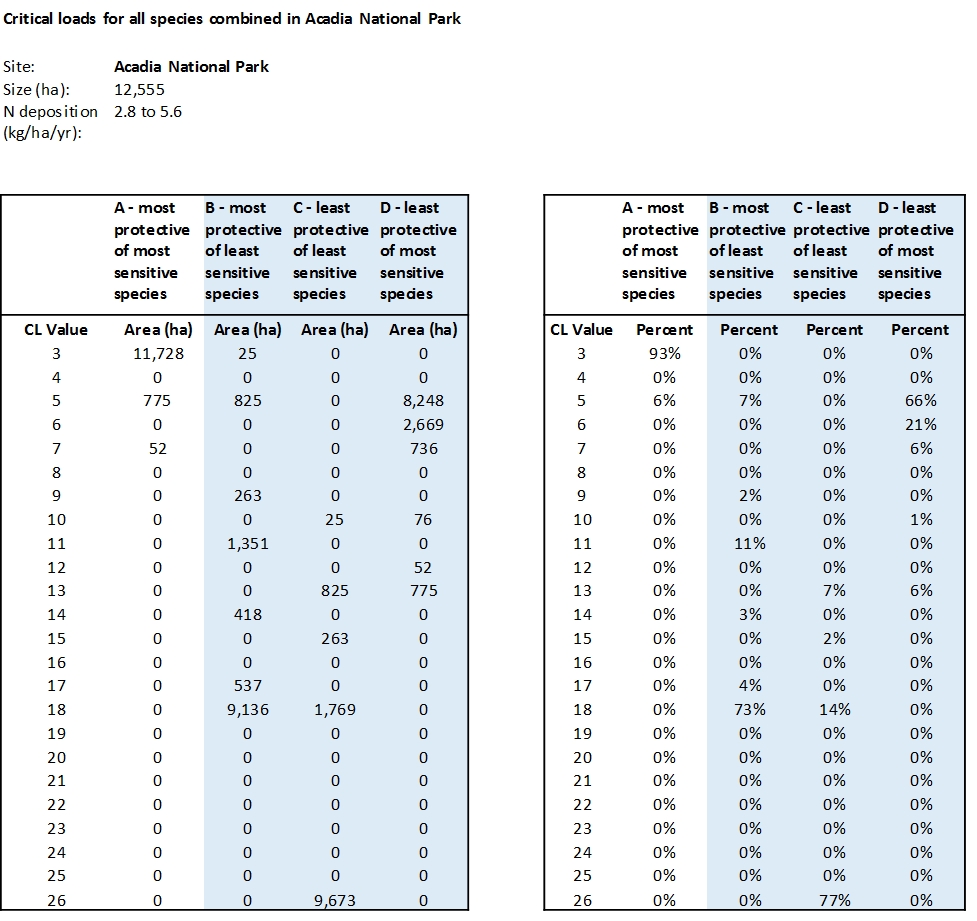 Critical loads for all species combined in Acadia National Park
Site: Acadia National Park
Size (ha): 12,555
N deposition 2.8 to 5.6
(kg/ha/yr):
A - most B - most C - least D - least
protective protective protective protective
of most of least of least of most
sensitive sensitive sensitive sensitive
species species species species
CL Value Area (ha) Area (ha) Area (ha) Area (ha)
3 11,728 25 0 0
4 0 0 0 0
5 775 825 0 8,248
6 0 0 0 2,669
7 52 0 0 736
8 0 0 0 0
9 0 263 0 0
10 0 0 25 76
11 0 1,351 0 0
12 0 0 0 52
13 0 0 825 775
14 0 418 0 0
15 0 0 263 0
16 0 0 0 0
17 0 537 0 0
18 0 9,136 1,769 0
19 0 0 0 0
20 0 0 0 0
21 0 0 0 0
22 0 0 0 0
23 0 0 0 0
24 0 0 0 0
25 0 0 0 0
26 0 0 9,673 0
A - most B - most C - least D - least
protective protective protective protective
of most of least of least of most
sensitive sensitive sensitive sensitive
species species species species
CL Value Percent Percent Percent Percent
3 93% 0% 0% 0%
4 0% 0% 0% 0%
5 6% 7% 0% 66%
6 0% 0% 0% 21%
7 0% 0% 0% 6%
8 0% 0% 0% 0%
9 0% 2% 0% 0%
10 0% 0% 0% 1%
11 0% 11% 0% 0%
12 0% 0% 0% 0%
13 0% 0% 7% 6%
14 0% 3% 0% 0%
15 0% 0% 2% 0%
16 0% 0% 0% 0%
17 0% 4% 0% 0%
18 0% 73% 14% 0%
19 0% 0% 0% 0%
20 0% 0% 0% 0%
21 0% 0% 0% 0%
22 0% 0% 0% 0%
23 0% 0% 0% 0%
24 0% 0% 0% 0%
25 0% 0% 0% 0%
26 0% 0% 77% 0%